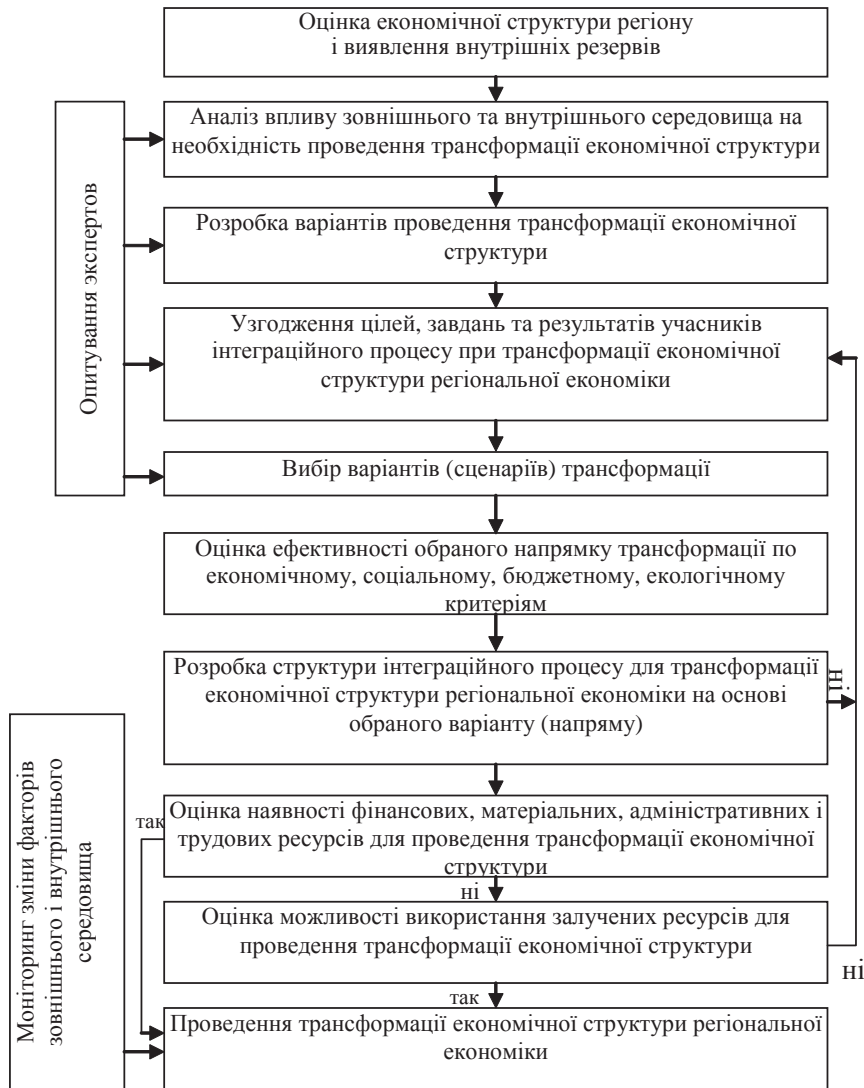 Оцінка економічної структури регіону
і виявлення внутрішніх резервів
Аналіз впливу зовнішнього та внутрішнього середовища на
необхідність проведення трансформації економічної структури
Розробка варіантів проведення трансформації економічної
структури
Узгодження цілей, завдань та результатів учасників
інтеграційного процесу при трансформації економічної
структури регіональної економіки
Вибір варіантів (сценаріїв) трансформації
Опитування экспертов
Оцінка ефективності обраного напрямку трансформації по
економічному, соціальному, бюджетному, екологічному
критеріям
Розробка структури інтеграційного процесу для трансформації
економічної структури регіональної економіки на основі
обраного варіанту (напряму)
ні
Моніторинг зміни факторів
зовнішнього і внутрішнього
середовища
так
Оцінка наявності фінансових, матеріальних, адміністративних і
трудових ресурсів для проведення трансформації економічної
структури
ні
Оцінка можливості використання залучених ресурсів для
проведення трансформації економічної структури
ні
так
Проведення трансформації економічної структури регіональної
економіки